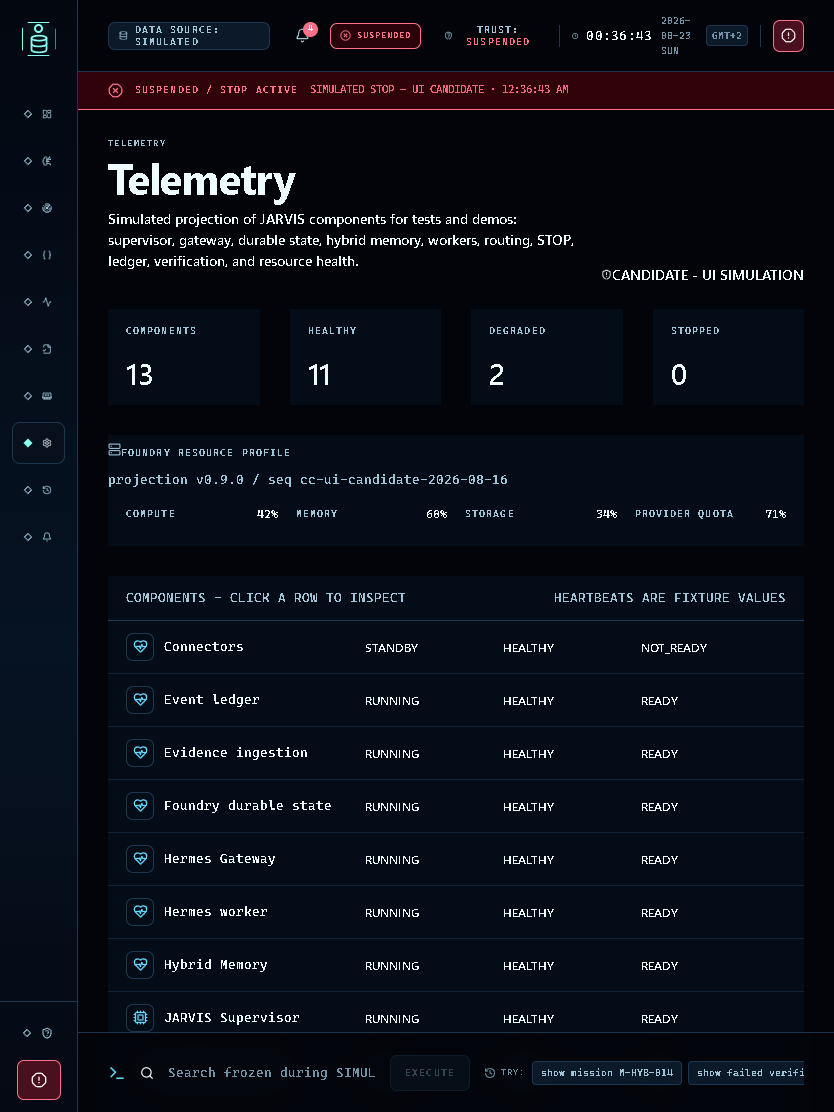 DATA SOURCE:
SIMULATED
4
SUSPENDED
TRUST:
SUSPENDED
00:36:43
2026-
08-23
SUN
GMT+2
SUSPENDED / STOP ACTIVE SIMULATED STOP — UI CANDIDATE · 12:36:43 AM
TELEMETRY
Telemetry
Simulated projection of JARVIS components for tests and demos:
supervisor, gateway, durable state, hybrid memory, workers, routing, STOP,
ledger, verification, and resource health.
CANDIDATE - UI SIMULATION
COMPONENTS HEALTHY DEGRADED STOPPED
13 11 2 0
FOUNDRY RESOURCE PROFILE
projection v0.9.0 / seq cc-ui-candidate-2026-08-16
COMPUTE 42% MEMORY 68% STORAGE 34% PROVIDER QUOTA 71%
COMPONENTS — CLICK A ROW TO INSPECT HEARTBEATS ARE FIXTURE VALUES
Connectors STANDBY HEALTHY NOT_READY
Event ledger RUNNING HEALTHY READY
Evidence ingestion RUNNING HEALTHY READY
Foundry durable state RUNNING HEALTHY READY
Hermes Gateway RUNNING HEALTHY READY
Hermes worker RUNNING HEALTHY READY
Hybrid Memory RUNNING HEALTHY READY
JARVIS Supervisor RUNNING HEALTHY READY
Search frozen during SIMUL EXECUTE TRY: show mission M-HYB-014 show failed verifi